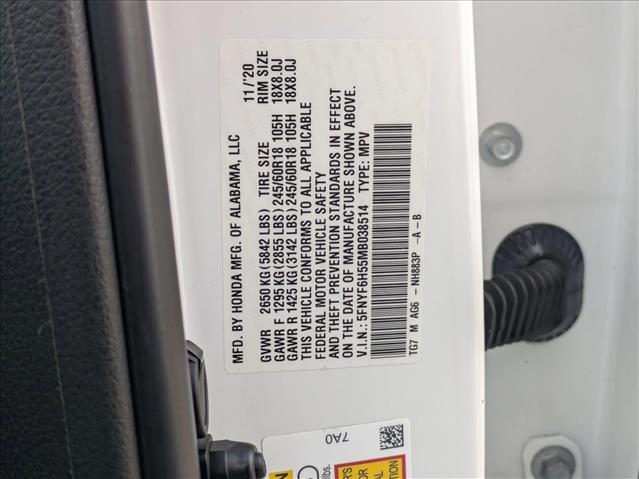 MFD. BY HONDA MFG. OF ALABAMA, LLC 11/'20
GVWR 2650 KG (5842 LBS) TIRE SIZE RIM SIZE
GAWR F 1295 KG (2855 LBS) 245/60R18 105H 18X8.0J
GAWR R 1425 KG (3142 LBS) 245/60R18 105H 18X8.0J
THIS VEHICLE CONFORMS TO ALL APPLICABLE
FEDERAL MOTOR VEHICLE SAFETY
AND THEFT PREVENTION STANDARDS IN EFFECT
ON THE DATE OF MANUFACTURE SHOWN ABOVE.
V.I.N.: 5FNYF6H55MB038514 TYPE: MPV
TG7 M AG6 - NH883P -A - B
7A0
lbs.